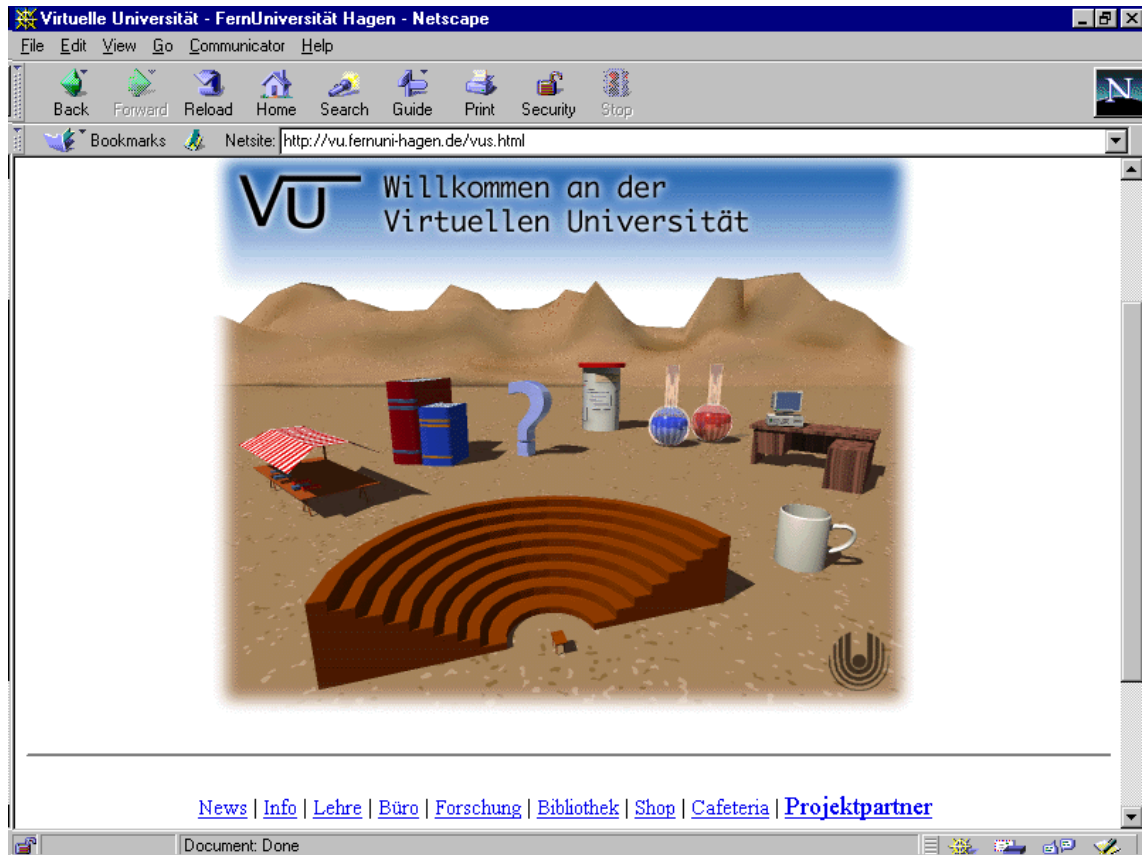 Virtuelle Universität - FernUniversität Hagen - Netscape
File Edit View Go Communicator Help
Back Forward Reload Home Search Guide Print Security Stop
N
Bookmarks Netsite: http://vu.fernuni-hagen.de/vus.html
VU Willkommen an der
Virtuellen Universität
?
News | Info | Lehre | Büro | Forschung | Bibliothek | Shop | Cafeteria | Projektpartner
Document: Done